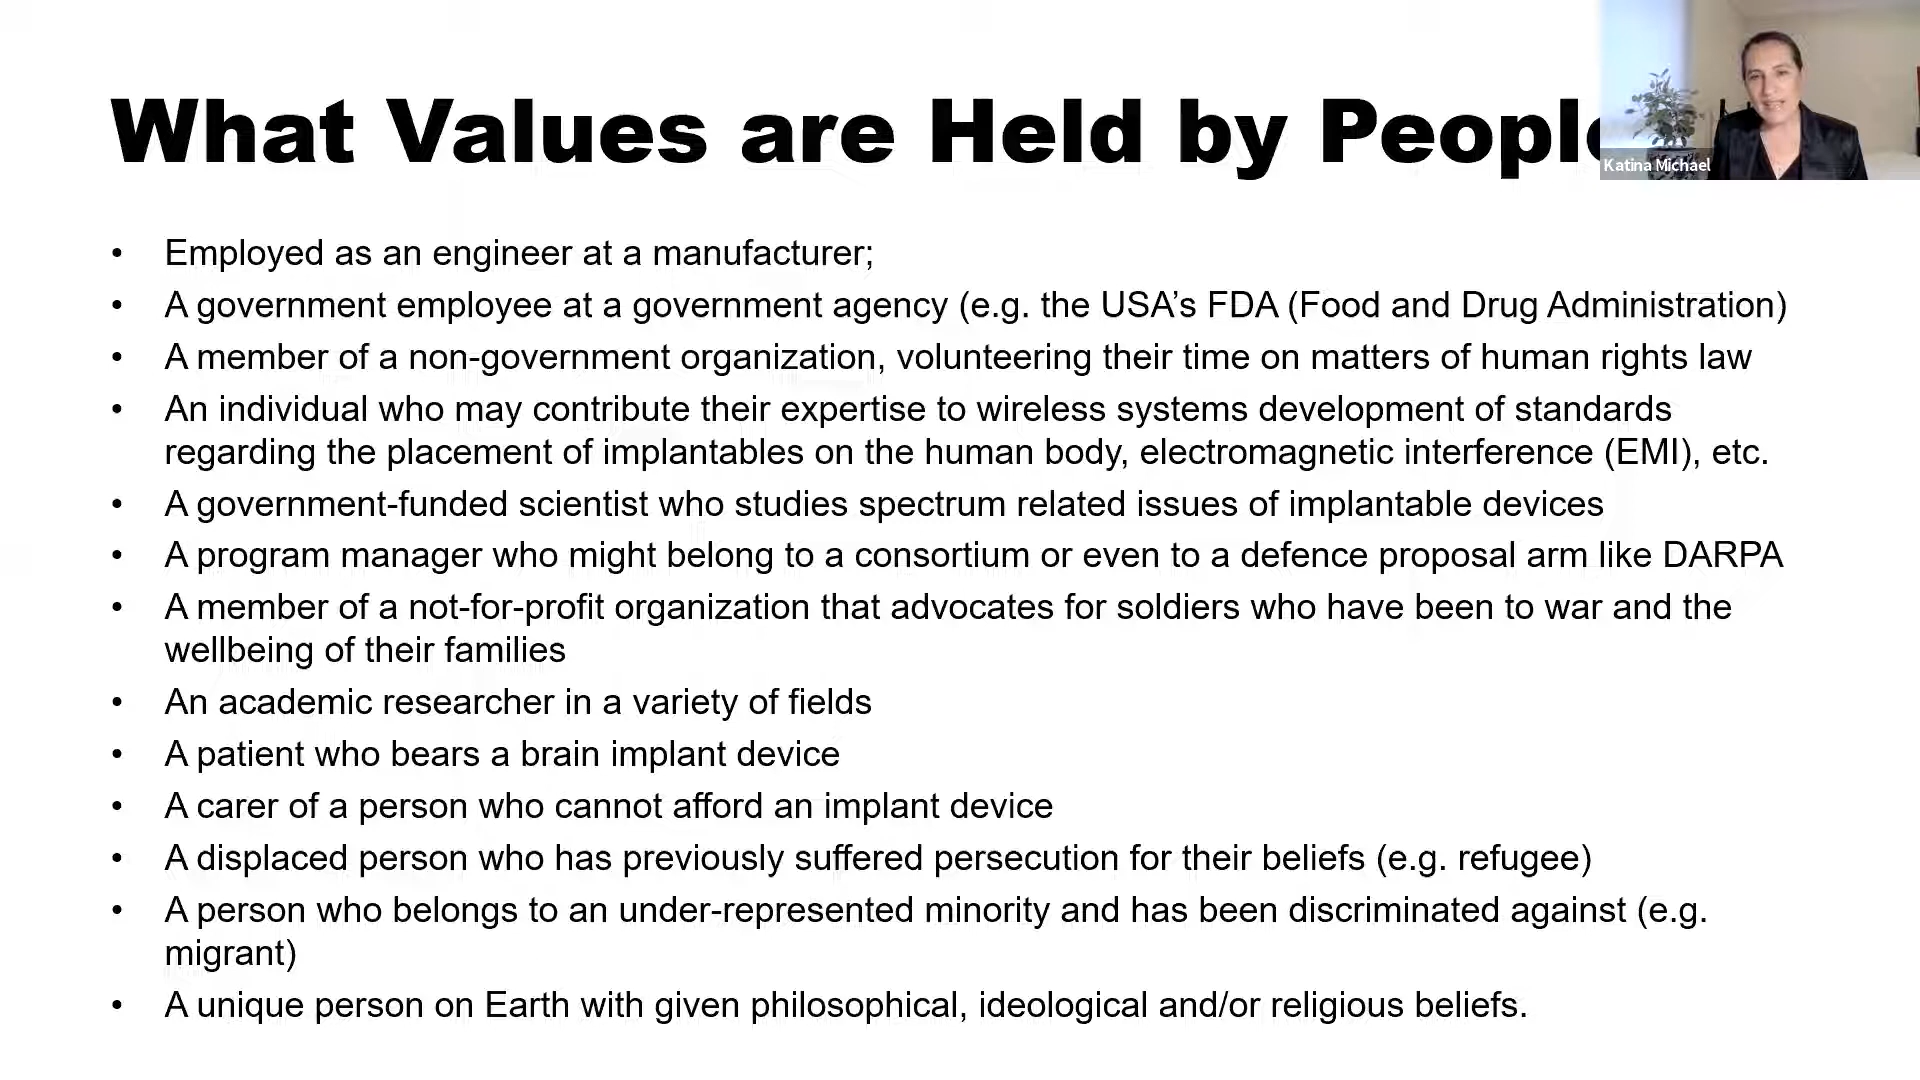 What Values are Held by People
Katina Michael
• Employed as an engineer at a manufacturer;
• A government employee at a government agency (e.g. the USA’s FDA (Food and Drug Administration)
• A member of a non-government organization, volunteering their time on matters of human rights law
• An individual who may contribute their expertise to wireless systems development of standards
regarding the placement of implantables on the human body, electromagnetic interference (EMI), etc.
• A government-funded scientist who studies spectrum related issues of implantable devices
• A program manager who might belong to a consortium or even to a defence proposal arm like DARPA
• A member of a not-for-profit organization that advocates for soldiers who have been to war and the
wellbeing of their families
• An academic researcher in a variety of fields
• A patient who bears a brain implant device
• A carer of a person who cannot afford an implant device
• A displaced person who has previously suffered persecution for their beliefs (e.g. refugee)
• A person who belongs to an under-represented minority and has been discriminated against (e.g.
migrant)
• A unique person on Earth with given philosophical, ideological and/or religious beliefs.